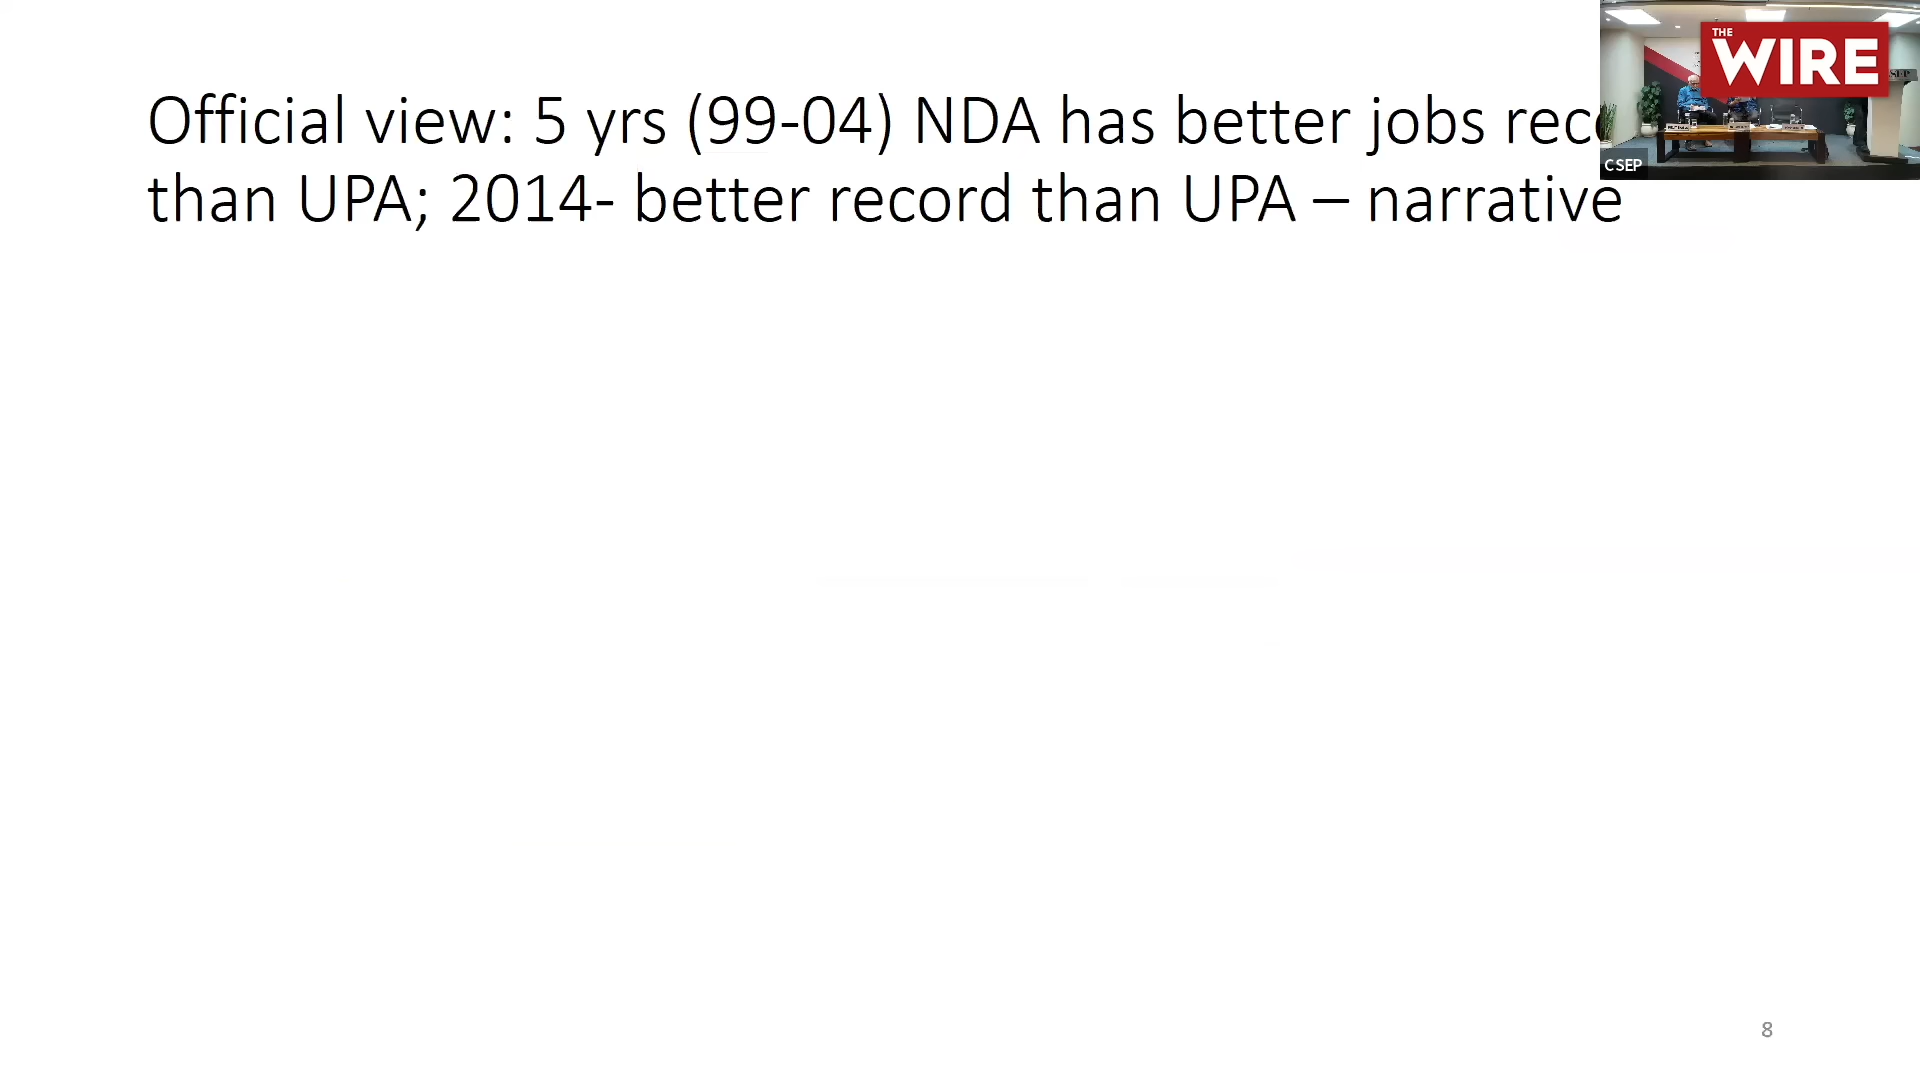 Official view: 5 yrs (99-04) NDA has better jobs
than UPA; 2014- better record than UPA – narrative
THE
WIRE
CSEP
8